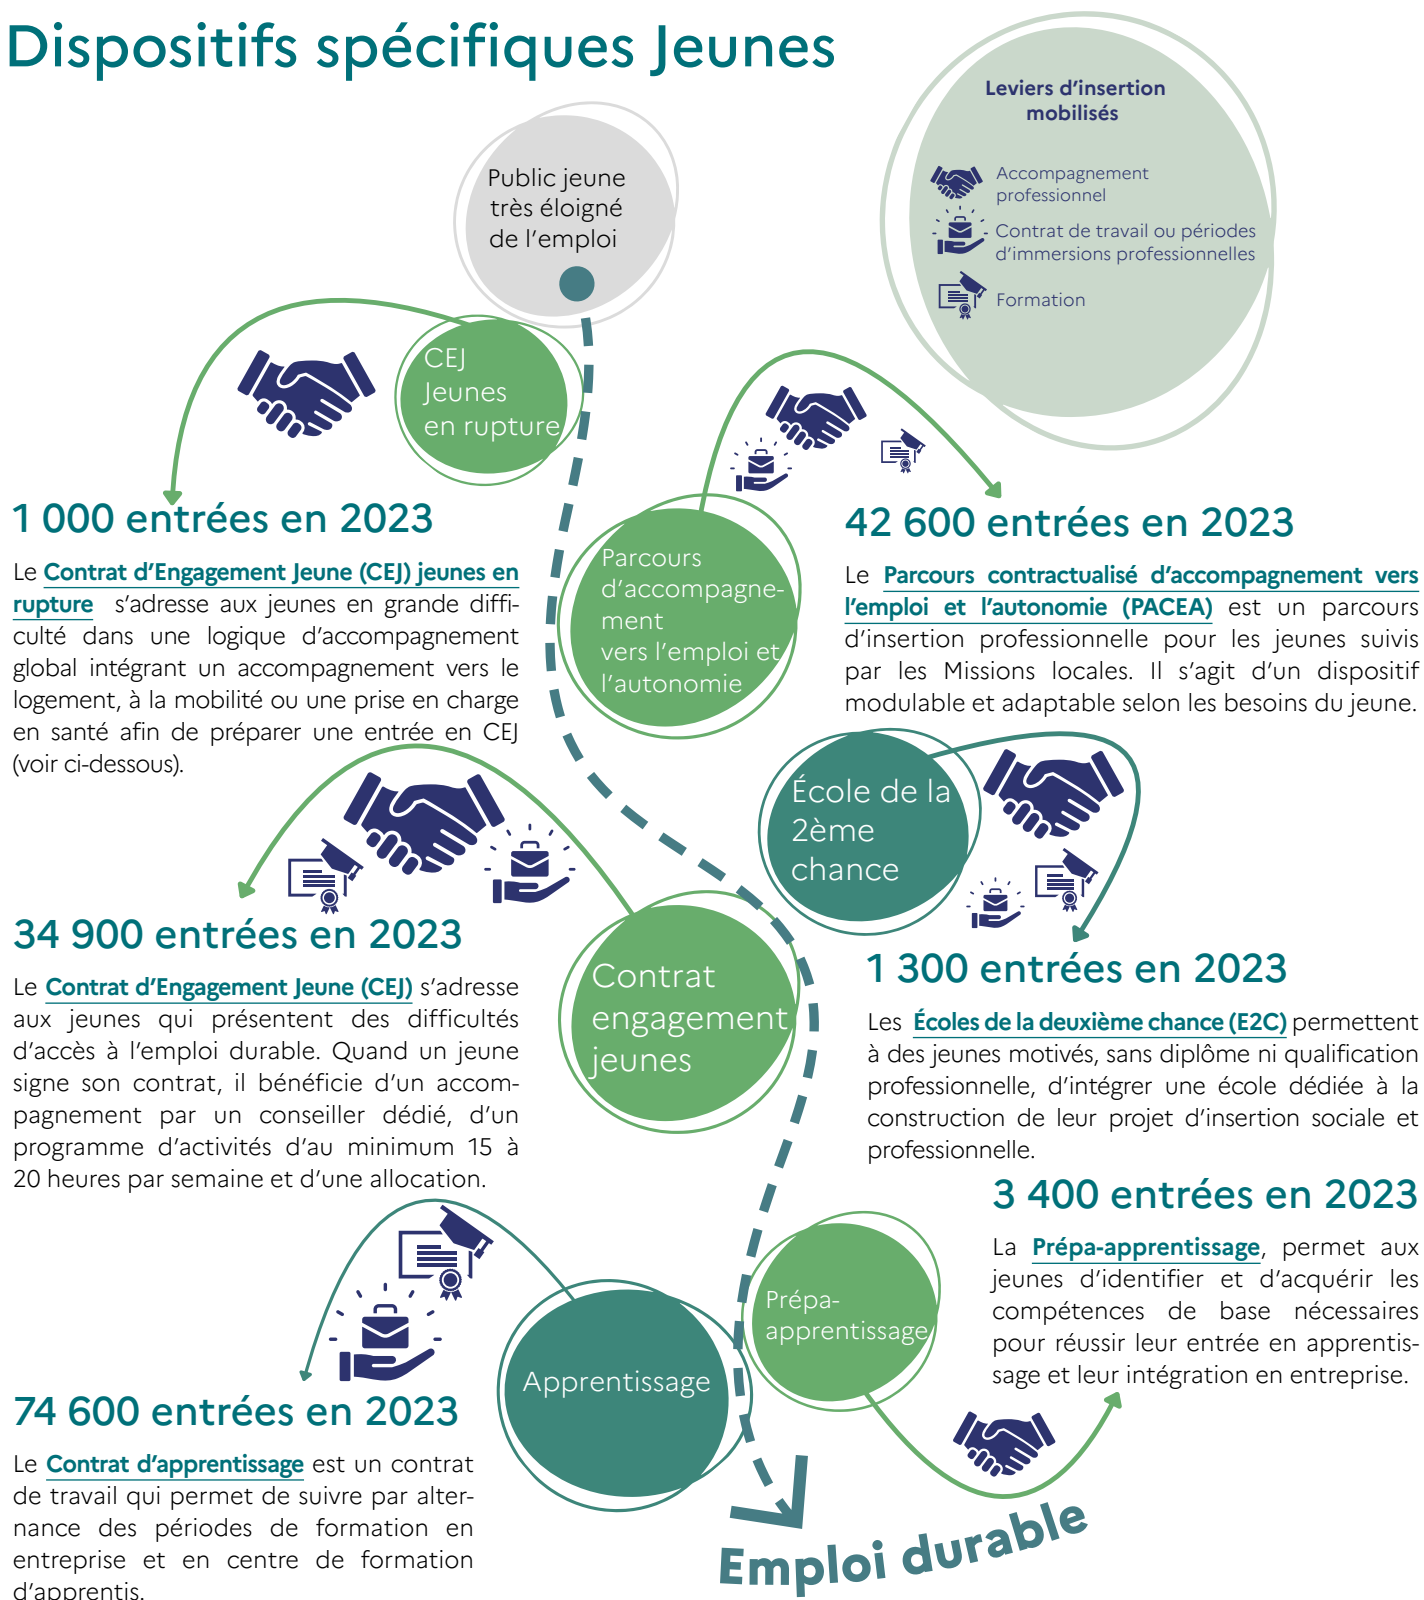 Dispositifs spécifiques Jeunes
Leviers d'insertion
mobilisés
Accompagnement
professionnel
Contrat de travail ou périodes
d'immersions professionnelles
Formation
Public jeune
très éloigné
de l'emploi
CEJ
Jeunes
en rupture
1 000 entrées en 2023
Le Contrat d'Engagement Jeune (CEJ) jeunes en
rupture s'adresse aux jeunes en grande diffi-
culté dans une logique d'accompagnement
global intégrant un accompagnement vers le
logement, à la mobilité ou une prise en charge
en santé afin de préparer une entrée en CEJ
(voir ci-dessous).
Parcours
d'accompagne-
ment
vers l'emploi et
l'autonomie
42 600 entrées en 2023
Le Parcours contractualisé d'accompagnement vers
l'emploi et l'autonomie (PACEA) est un parcours
d'insertion professionnelle pour les jeunes suivis
par les Missions locales. Il s'agit d'un dispositif
modulable et adaptable selon les besoins du jeune.
École de la
2ème
chance
34 900 entrées en 2023
Le Contrat d'Engagement Jeune (CEJ) s'adresse
aux jeunes qui présentent des difficultés
d'accès à l'emploi durable. Quand un jeune
signe son contrat, il bénéficie d'un accom-
pagnement par un conseiller dédié, d'un
programme d'activités d'au minimum 15 à
20 heures par semaine et d'une allocation.
Contrat
engagement
jeunes
1 300 entrées en 2023
Les Écoles de la deuxième chance (E2C) permettent
à des jeunes motivés, sans diplôme ni qualification
professionnelle, d'intégrer une école dédiée à la
construction de leur projet d'insertion sociale et
professionnelle.
3 400 entrées en 2023
La Prépa-apprentissage, permet aux
jeunes d'identifier et d'acquérir les
compétences de base nécessaires
pour réussir leur entrée en apprentis-
sage et leur intégration en entreprise.
Prépa-
apprentissage
Apprentissage
74 600 entrées en 2023
Le Contrat d'apprentissage est un contrat
de travail qui permet de suivre par alter-
nance des périodes de formation en
entreprise et en centre de formation
d'apprentis.
Emploi durable